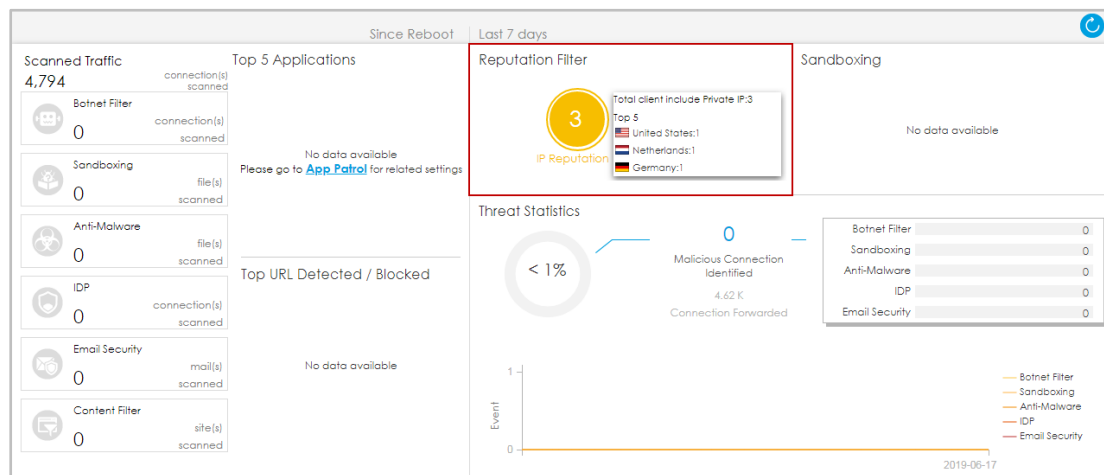 Since Reboot
Last 7 days
Scanned Traffic
4,794
connection(s)
scanned
Botnet Filter
0
connection(s)
scanned
Sandboxing
0
file(s)
scanned
Anti-Malware
0
file(s)
scanned
IDP
0
connection(s)
scanned
Email Security
0
mail(s)
scanned
Content Filter
0
site(s)
scanned
Top 5 Applications
No data available
Please go to App Patrol for related settings
Top URL Detected / Blocked
No data available
Reputation Filter
3
IP Reputation
Total client include Private IP:3
Top 5
United States:1
Netherlands:1
Germany:1
Sandboxing
No data available
Threat Statistics
< 1%
0
Malicious Connection
Identified
4.62 K
Connection Forwarded
Botnet Filter 0
Sandboxing 0
Anti-Malware 0
IDP 0
Email Security 0
1
Event
0
2019-06-17
Botnet Filter
Sandboxing
Anti-Malware
IDP
Email Security